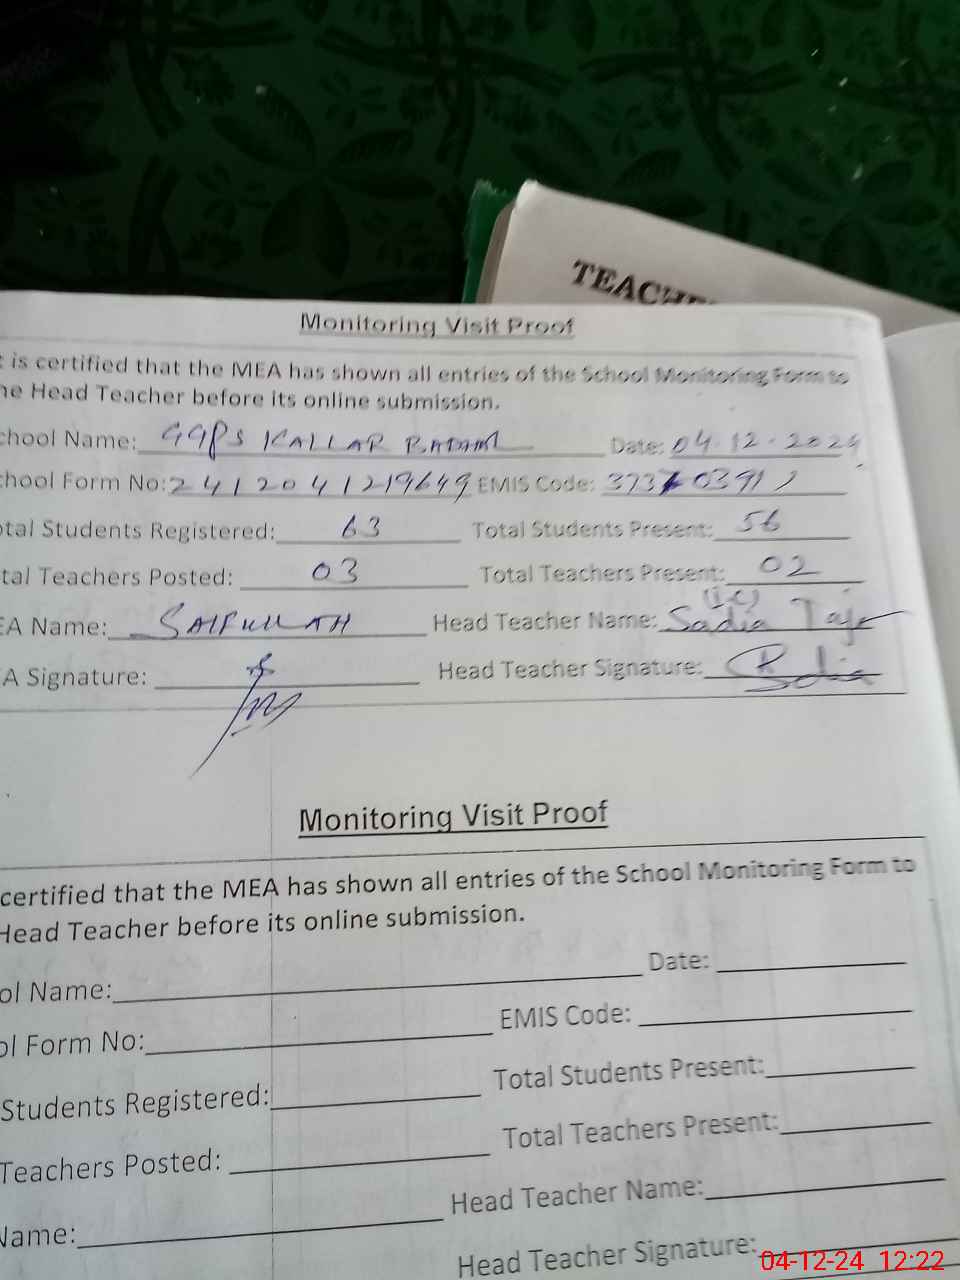 TEACHE
Monitoring Visit Proof
t is certified that the MEA has shown all entries of the School Monitoring Form to
he Head Teacher before its online submission.
chool Name: GGPS KALLAR BADAHAL Date: 04.12.2024
chool Form No: 2412041219649 EMIS Code:
otal Students Registered: 63 Total Students Present: 56
tal Teachers Posted: 03 Total Teachers Present: 02
EA Name: SAIFULLAH Head Teacher Name: (I/C) Sadia Taj
A Signature: Head Teacher Signature: Sadia
Monitoring Visit Proof
certified that the MEA has shown all entries of the School Monitoring Form to
Head Teacher before its online submission.
ol Name: Date:
ol Form No: EMIS Code:
Students Registered: Total Students Present:
Teachers Posted: Total Teachers Present:
Name: Head Teacher Name:
Head Teacher Signature:
04-12-24 12:22